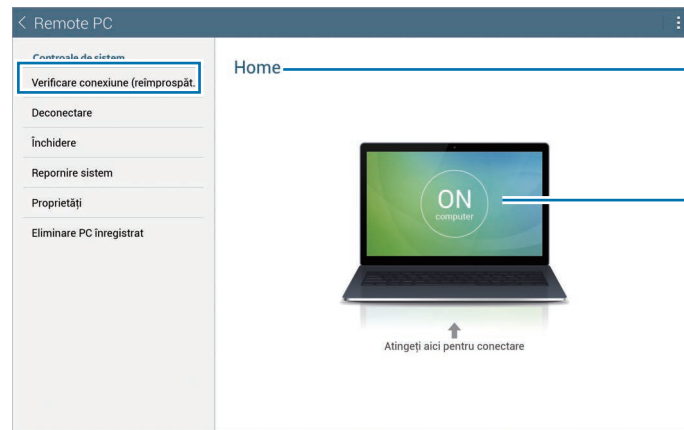 Remote PC
Controale de sistem
Verificare conexiune (reîmprospăt.
Deconectare
Închidere
Repornire sistem
Proprietăți
Eliminare PC înregistrat
Home
ON
computer
Atingeți aici pentru conectare